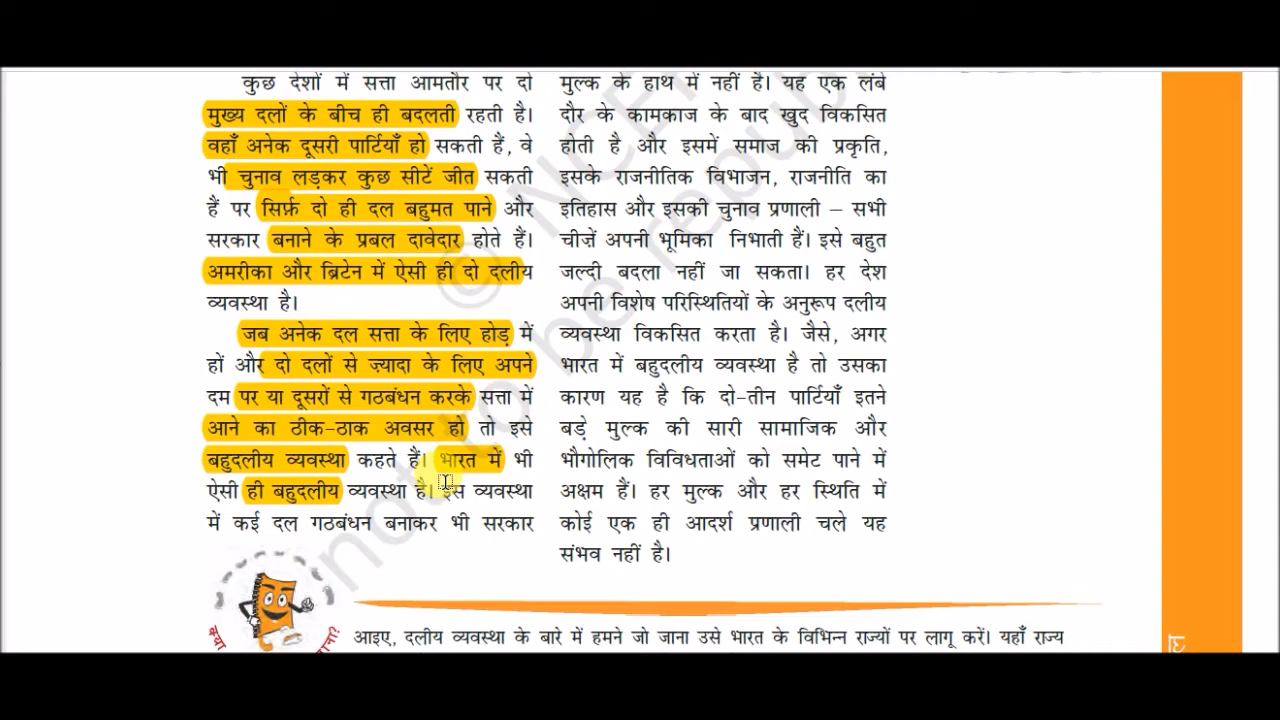 कुछ देशों में सत्ता आमतौर पर दो
मुख्य दलों के बीच ही बदलती रहती है।
वहाँ अनेक दूसरी पार्टियाँ हो सकती हैं, वे
भी चुनाव लड़कर कुछ सीटें जीत सकती
हैं पर सिर्फ़ दो ही दल बहुमत पाने और
सरकार बनाने के प्रबल दावेदार होते हैं।
अमरीका और ब्रिटेन में ऐसी ही दो दलीय
व्यवस्था है।
जब अनेक दल सत्ता के लिए होड़ में
हों और दो दलों से ज्यादा के लिए अपने
दम पर या दूसरों से गठबंधन करके सत्ता में
आने का ठीक-ठाक अवसर हो तो इसे
बहुदलीय व्यवस्था कहते हैं। भारत में भी
ऐसी ही बहुदलीय व्यवस्था है। इस व्यवस्था
में कई दल गठबंधन बनाकर भी सरकार
मुल्क के हाथ में नहीं है। यह एक लंबे
दौर के कामकाज के बाद खुद विकसित
होती है और इसमें समाज की प्रकृति,
इसके राजनीतिक विभाजन, राजनीति का
इतिहास और इसकी चुनाव प्रणाली – सभी
चीज़ें अपनी भूमिका निभाती हैं। इसे बहुत
जल्दी बदला नहीं जा सकता। हर देश
अपनी विशेष परिस्थितियों के अनुरूप दलीय
व्यवस्था विकसित करता है। जैसे, अगर
भारत में बहुदलीय व्यवस्था है तो उसका
कारण यह है कि दो-तीन पार्टियाँ इतने
बड़े मुल्क की सारी सामाजिक और
भौगोलिक विविधताओं को समेट पाने में
अक्षम हैं। हर मुल्क और हर स्थिति में
कोई एक ही आदर्श प्रणाली चले यह
संभव नहीं है।
© NCE
not to be republ
क्या
आइए, दलीय व्यवस्था के बारे में हमने जो जाना उसे भारत के विभिन्न राज्यों पर लागू करें। यहाँ राज्य